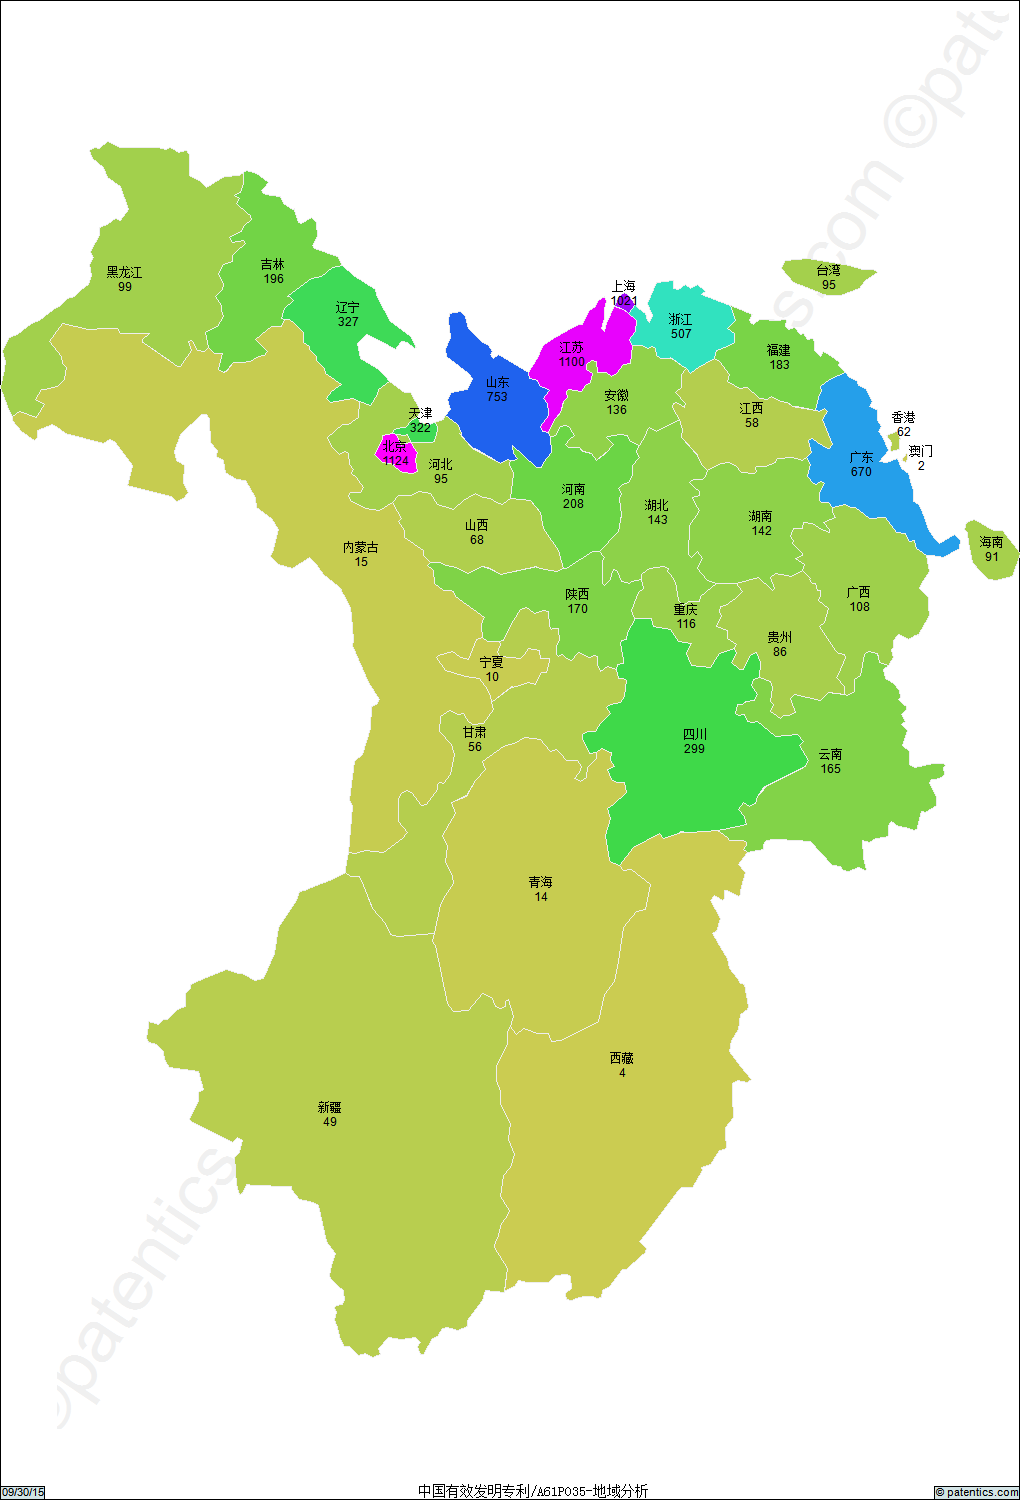 ©patentics.com ©pate
黑龙江
99
吉林
196
辽宁
327
台湾
95
上海
1021
浙江
507
江苏
1100
福建
183
山东
753
安徽
136
江西
58
天津
322
香港
62
北京
1124
河北
95
广东
670
澳门
2
河南
208
湖北
143
湖南
142
山西
68
海南
91
内蒙古
15
陕西
170
重庆
116
广西
108
贵州
86
宁夏
10
甘肃
56
四川
299
云南
165
青海
14
西藏
4
新疆
49
09/30/15
中国有效发明专利/A61P035-地域分析
© patentics.com